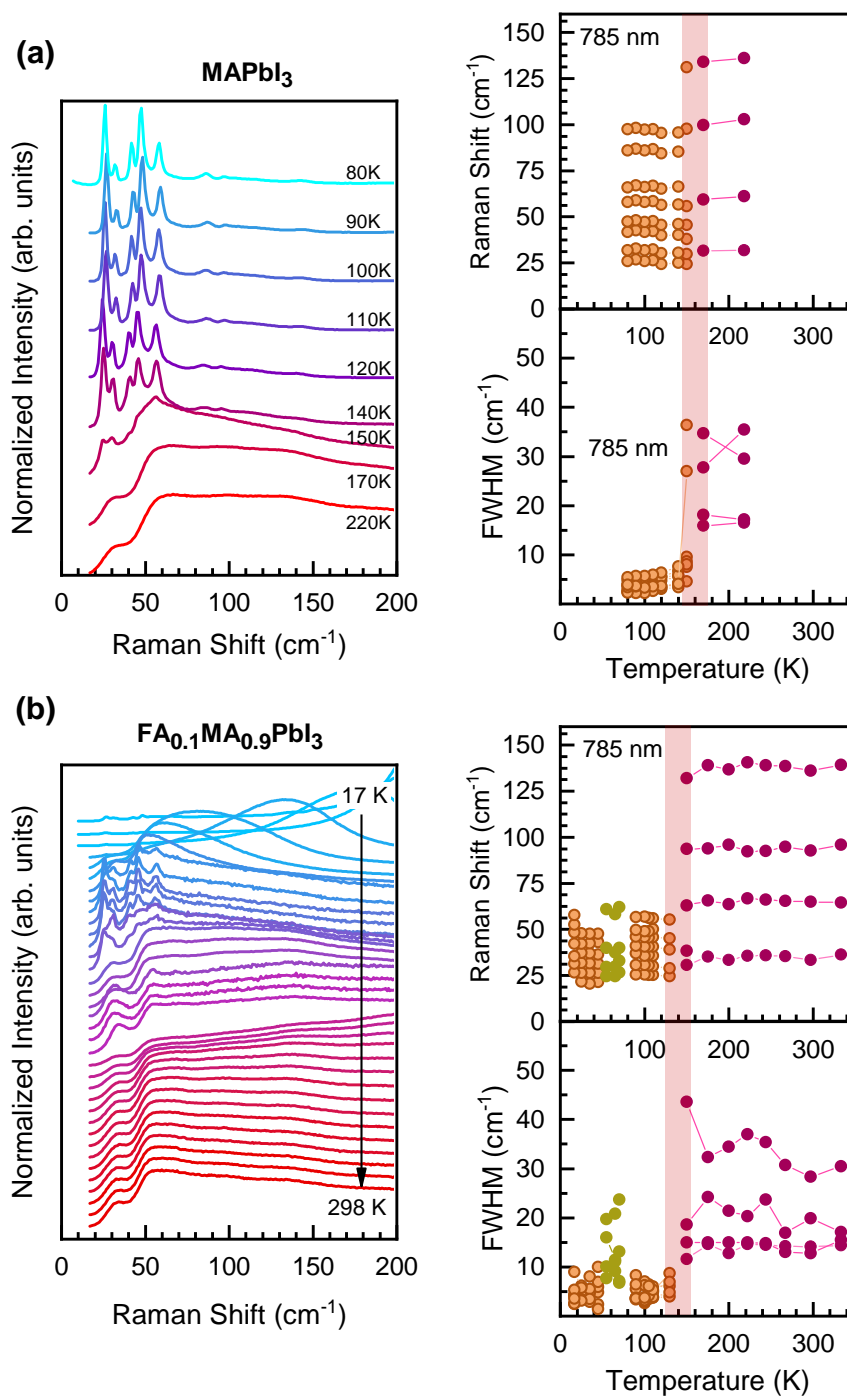 (a)
MAPbI3
Normalized Intensity (arb. units)
80K
90K
100K
110K
120K
140K
150K
170K
220K
0 50 100 150 200
Raman Shift (cm-1)
785 nm
Raman Shift (cm-1)
150
125
100
75
50
25
0
100 200 300
785 nm
FWHM (cm-1)
50
40
30
20
10
0 100 200 300
Temperature (K)
(b)
FA0.1MA0.9PbI3
Normalized Intensity (arb. units)
17 K
298 K
0 50 100 150 200
Raman Shift (cm-1)
785 nm
Raman Shift (cm-1)
150
125
100
75
50
25
0
100 200 300
FWHM (cm-1)
50
40
30
20
10
0 100 200 300
Temperature (K)